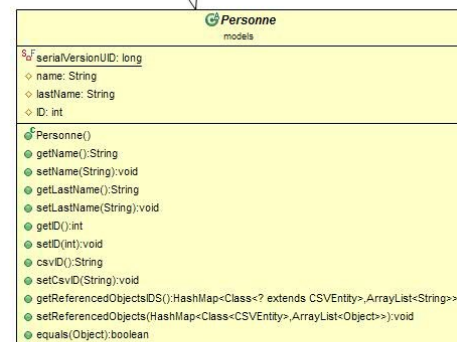 Personne
models
serialVersionUID: long
name: String
lastName: String
ID: int
Personne()
getName():String
setName(String):void
getLastName():String
setLastName(String):void
getID():int
setID(int):void
csvID():String
setCsvID(String):void
getReferencedObjectsIDS():HashMap<Class<? extends CSVEntity>,ArrayList<String>>
setReferencedObjects(HashMap<Class<CSVEntity>,ArrayList<Object>>):void
equals(Object):boolean